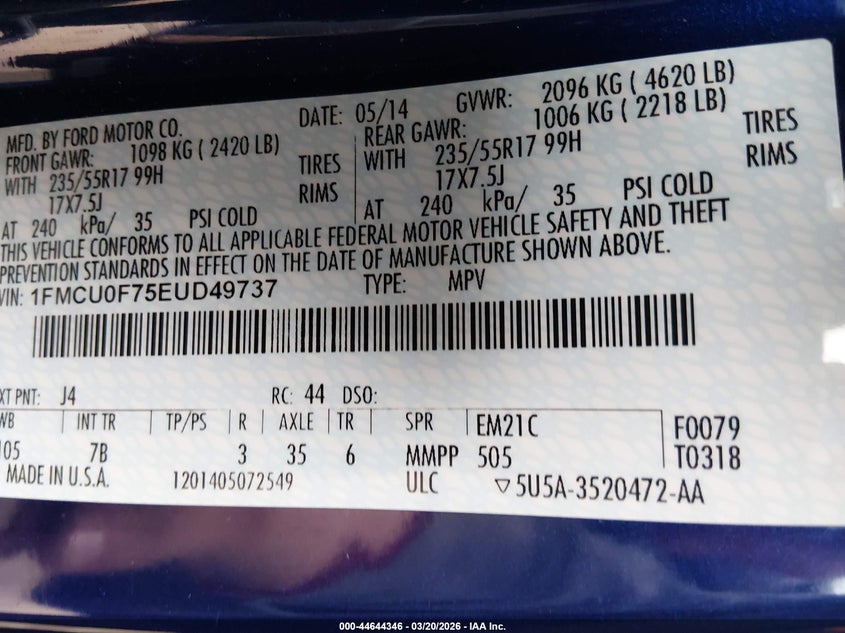 MFD. BY FORD MOTOR CO. DATE: 05/14 GVWR: 2096 KG ( 4620 LB)
FRONT GAWR: 1098 KG ( 2420 LB) REAR GAWR: 1006 KG ( 2218 LB)
WITH 235/55R17 99H TIRES WITH 235/55R17 99H TIRES
17X7.5J RIMS 17X7.5J RIMS
AT 240 kPa/ 35 PSI COLD AT 240 kPa/ 35 PSI COLD
THIS VEHICLE CONFORMS TO ALL APPLICABLE FEDERAL MOTOR VEHICLE SAFETY AND THEFT
PREVENTION STANDARDS IN EFFECT ON THE DATE OF MANUFACTURE SHOWN ABOVE.
VIN: 1FMCU0F75EUD49737 TYPE: MPV
XT PNT: J4 RC: 44 DSO:
WB INT TR TP/PS R AXLE TR SPR EM21C F0079
105 7B 3 35 6 MMPP 505 T0318
MADE IN U.S.A. 1201405072549 ULC ▽5U5A-3520472-AA
000-44644346 - 03/20/2026 - IAA Inc.